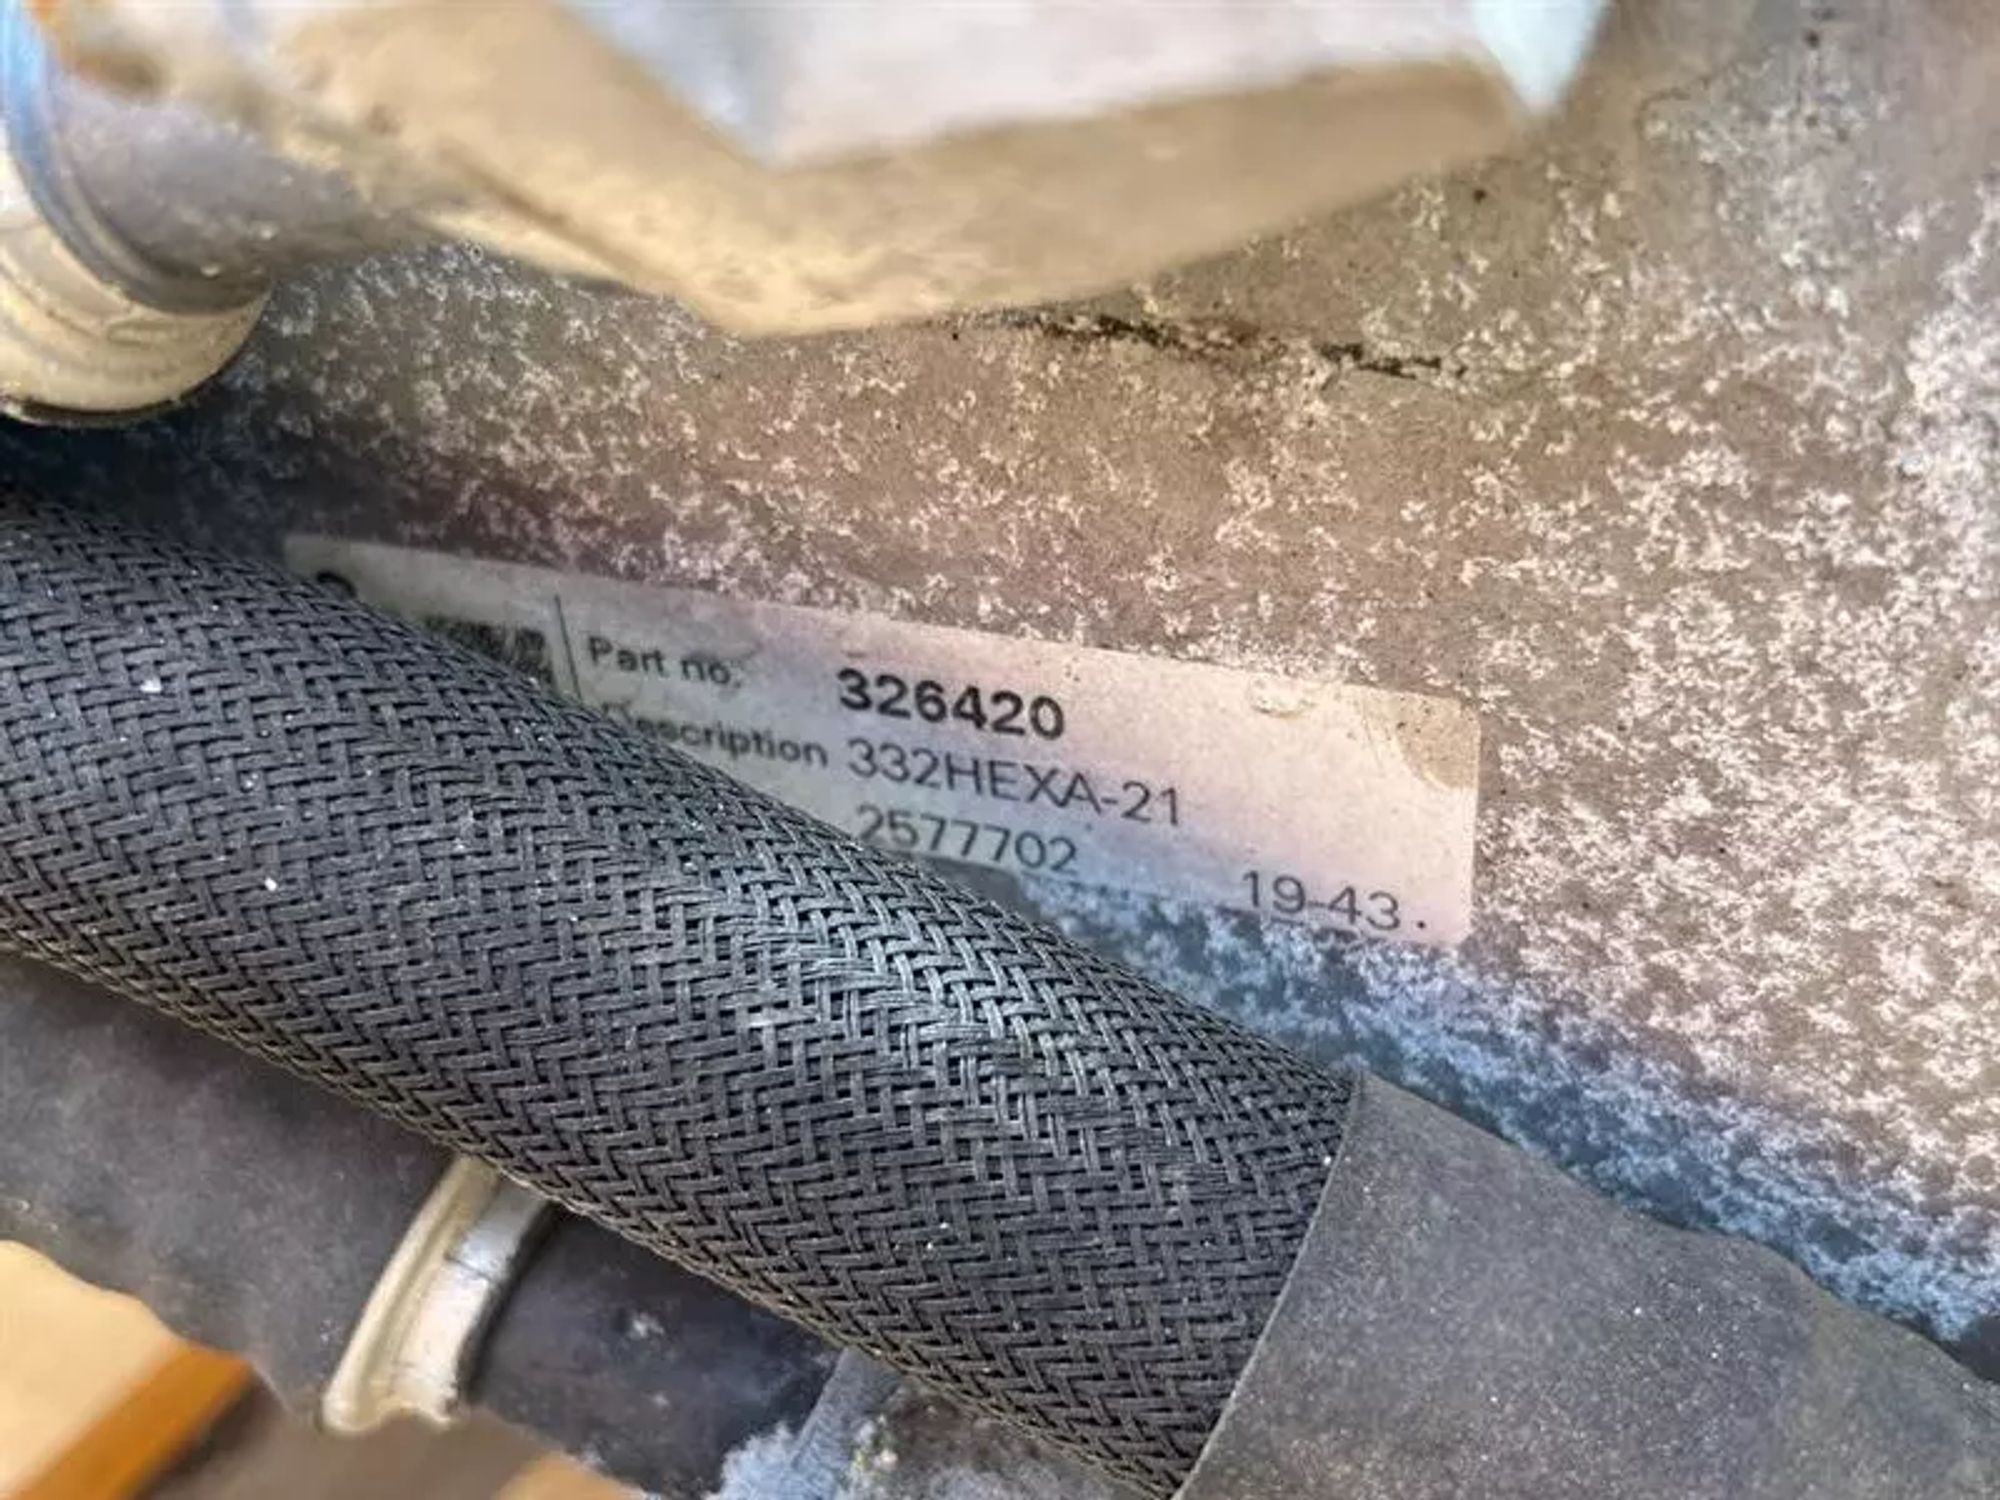 Part no: 326420
Description 332HEXA-21
2577702 19-43.